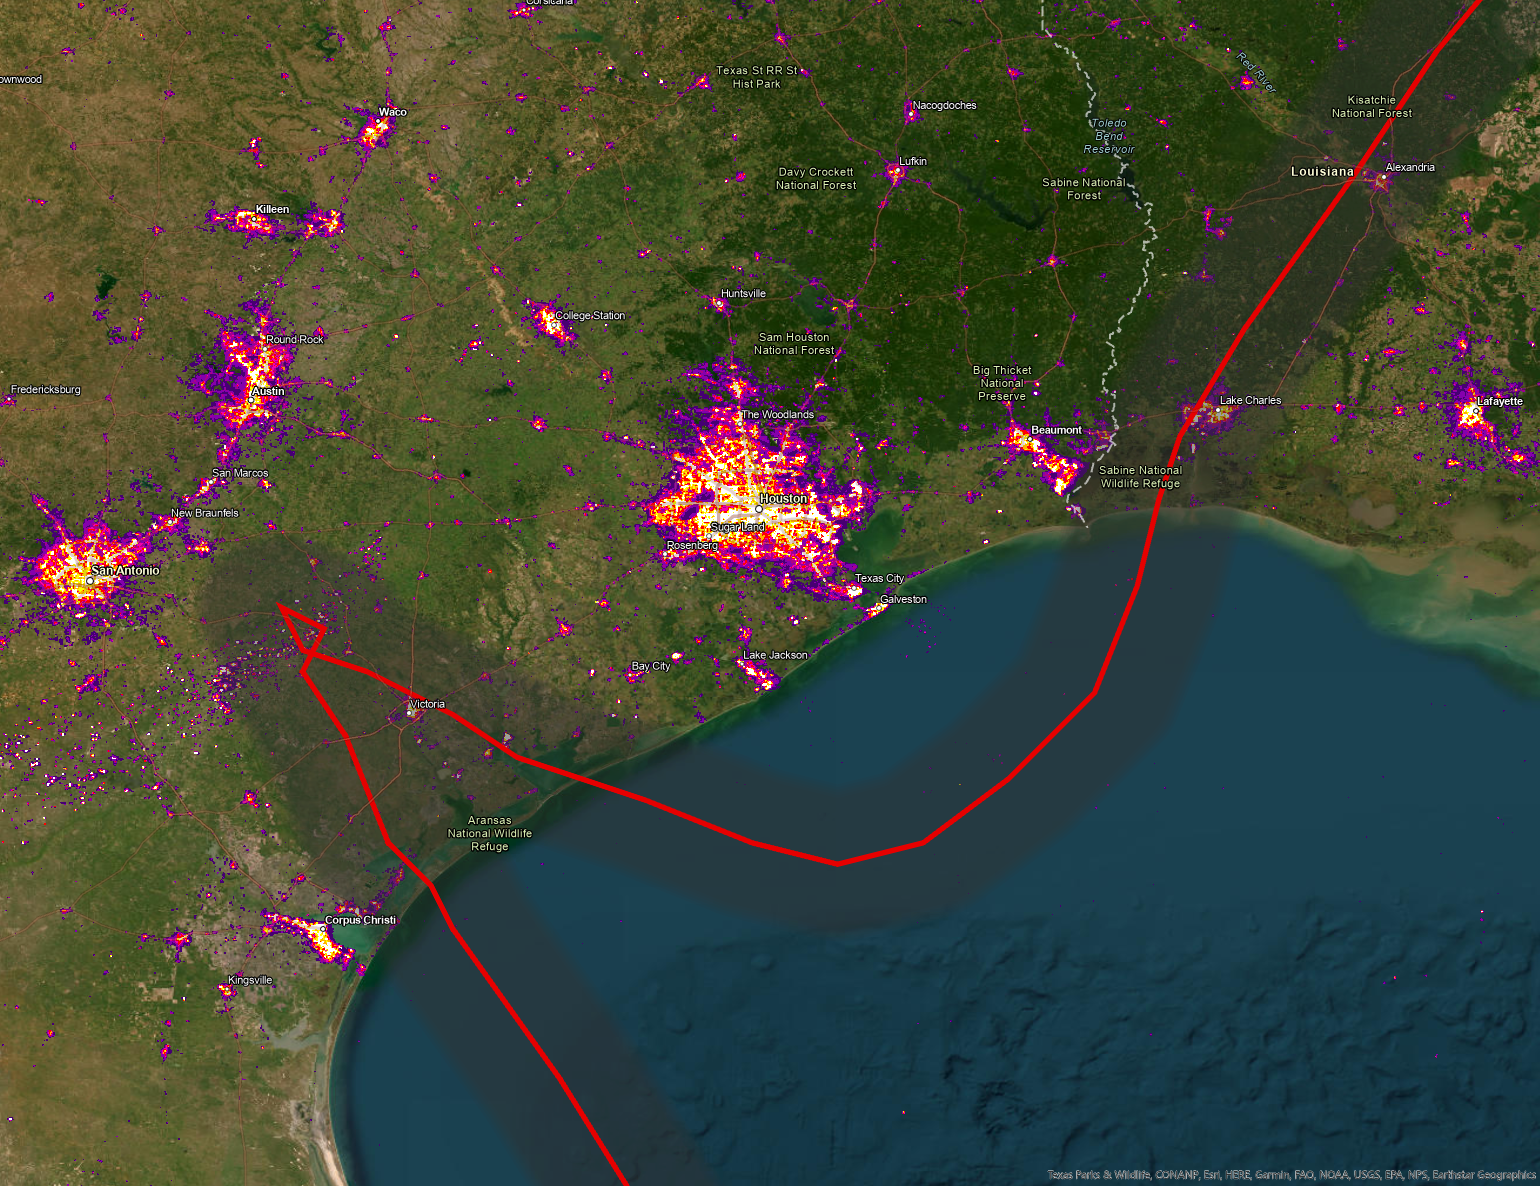 Corsicana
ownwood
Texas St RR St
Hist Park
Red River
Kisatchie
National Forest
Waco
Nacogdoches
Toledo
Bend
Reservoir
Lufkin
Louisiana
Alexandria
Davy Crockett
National Forest
Sabine National
Forest
Killeen
Huntsville
College Station
Round Rock
Sam Houston
National Forest
Big Thicket
National
Preserve
Fredericksburg
Austin
Lake Charles
Lafayette
The Woodlands
Beaumont
San Marcos
Sabine National
Wildlife Refuge
Houston
New Braunfels
Sugar Land
Rosenberg
San Antonio
Texas City
Galveston
Lake Jackson
Bay City
Victoria
Aransas
National Wildlife
Refuge
Corpus Christi
Kingsville
Texas Parks & Wildlife, CONANP, Esri, HERE, Garmin, FAO, NOAA, USGS, EPA, NPS, Earthstar Geographics